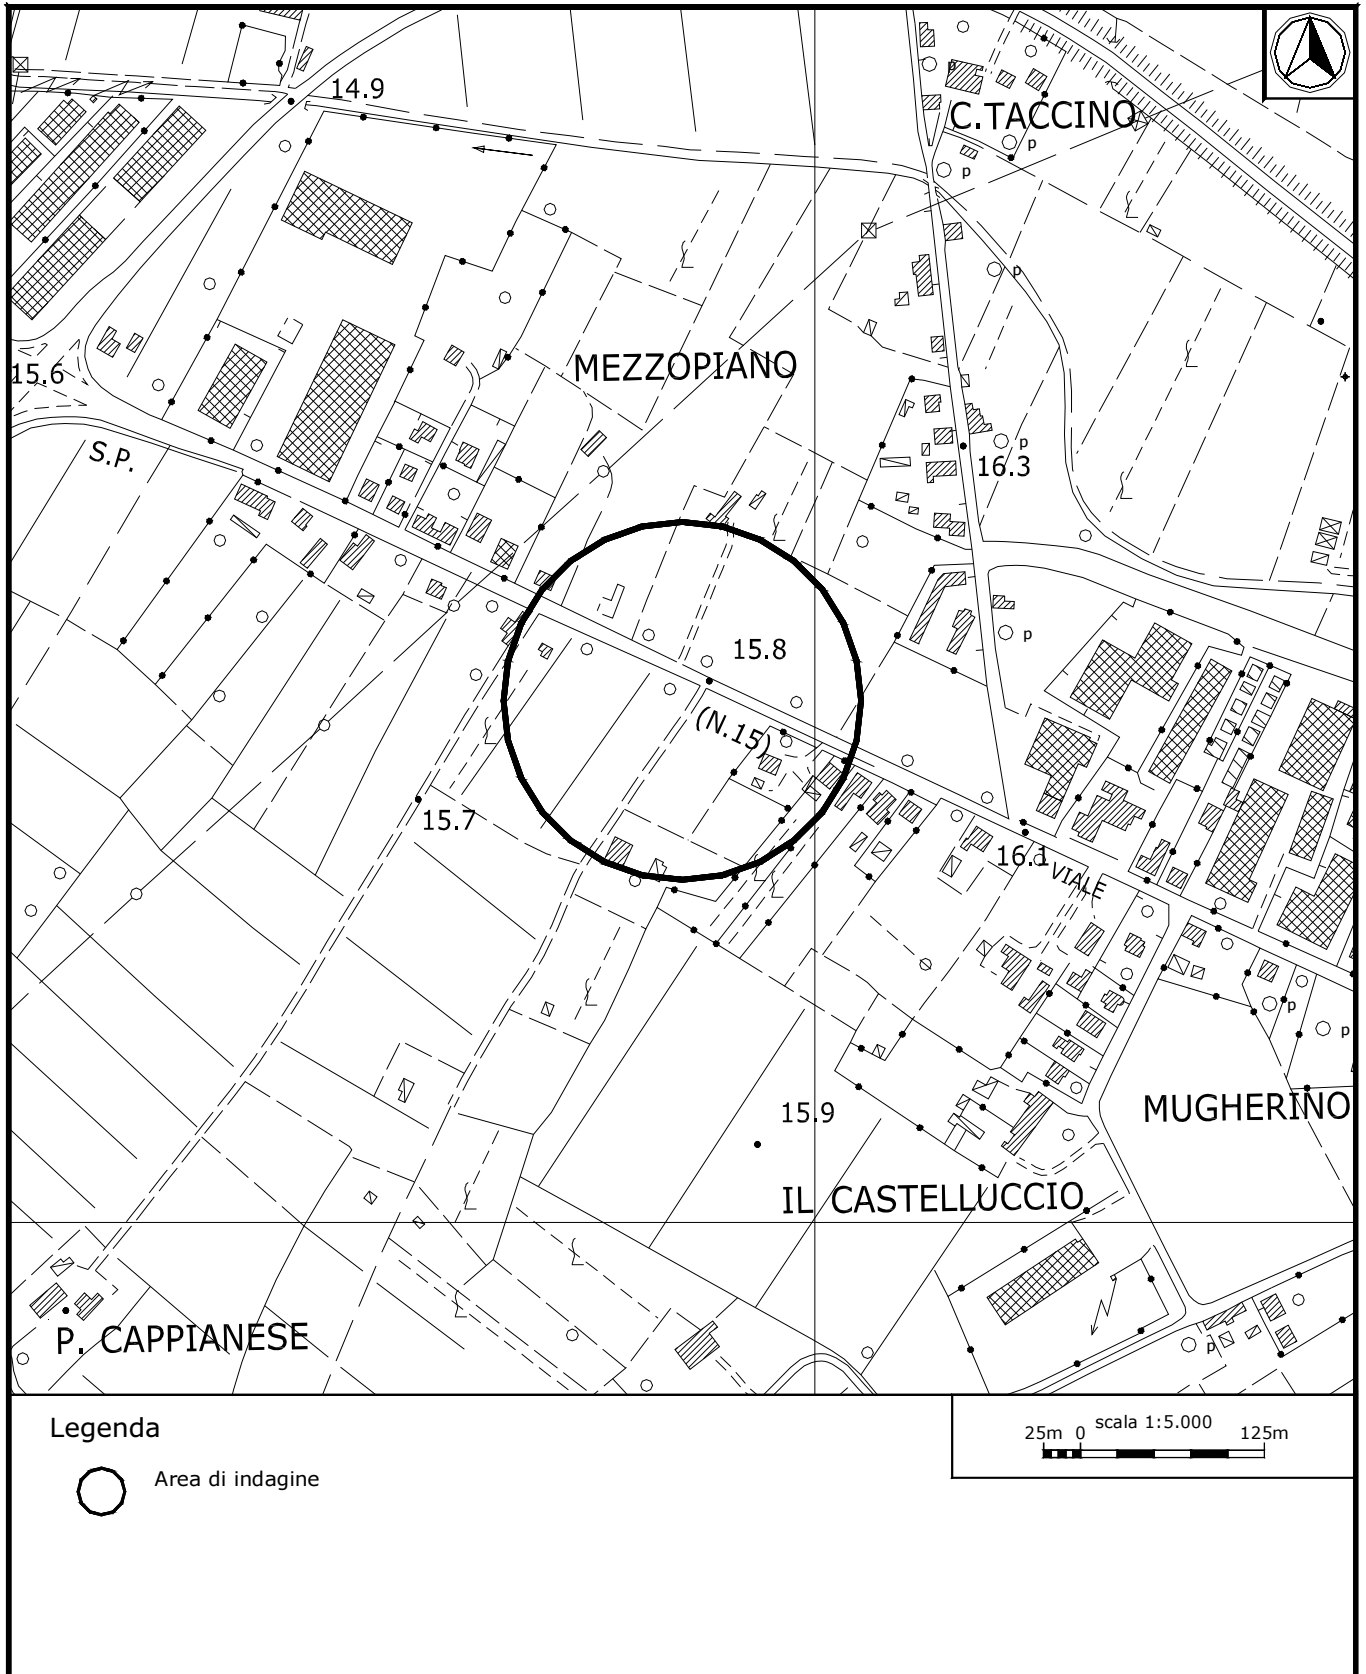 14.9
p
C.TACCINO
p
p
p
MEZZOPIANO
15.6
S.P.
p
16.3
p
15.8
(N.15)
15.7
16.1
VIALE
p
p
15.9
MUGHERINO
IL CASTELLUCCIO
P. CAPPIANESE
p
Legenda
Area di indagine
scala 1:5.000
25m 0 125m